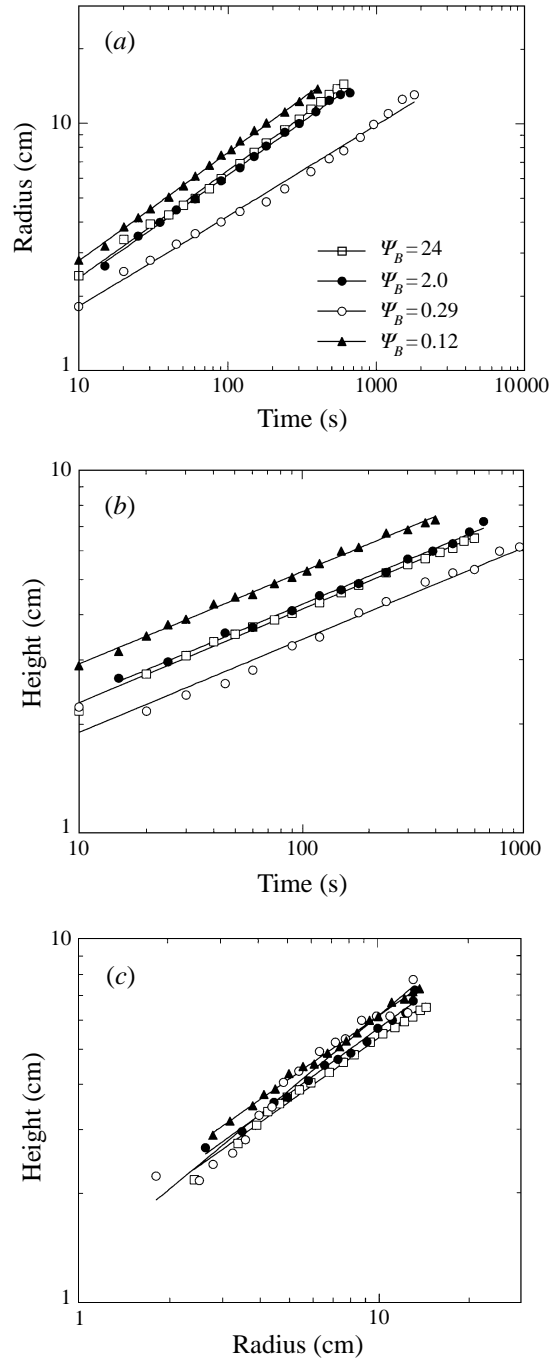 (a)
10
1
Radius (cm)
Ψ_B = 24
Ψ_B = 2.0
Ψ_B = 0.29
Ψ_B = 0.12
10 100 1000 10000
Time (s)
(b)
10
1
Height (cm)
10 100 1000
Time (s)
(c)
10
1
Height (cm)
1 10
Radius (cm)